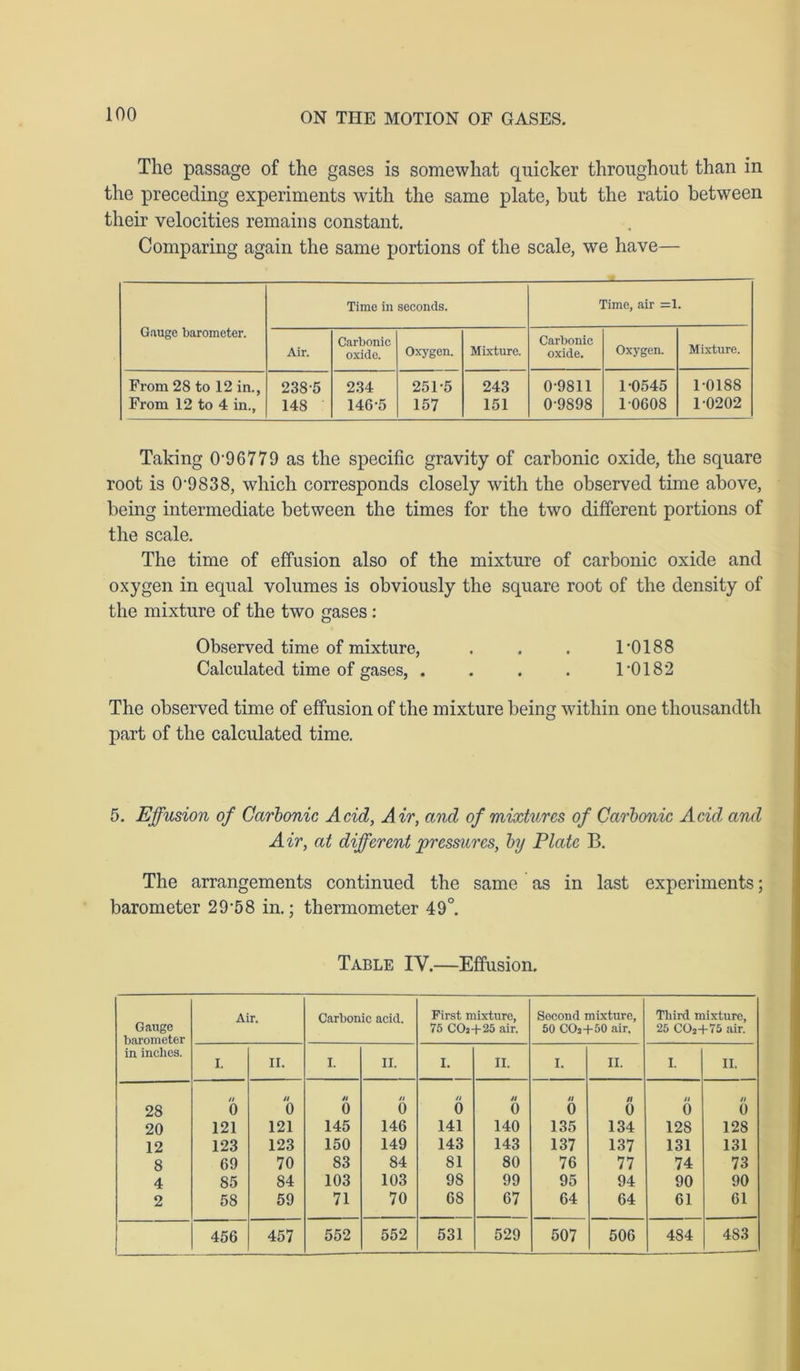 100 ON THE MOTION OF GASES.
The passage of the gases is somewhat quicker throughout than in
the preceding experiments with the same plate, but the ratio between
their velocities remains constant.
Comparing again the same portions of the scale, we have—
Gauge barometer. Time in seconds. Time, air =1.
Air. Carbonic oxide. Oxygen. Mixture. Carbonic oxide. Oxygen. Mixture.
From 28 to 12 in., 238·5 234 251·5 243 0·9811 1·0545 1·0188
From 12 to 4 in., 148 146·5 157 151 0·9898 1·0608 1·0202
Taking 0·96779 as the specific gravity of carbonic oxide, the square
root is 0·9838, which corresponds closely with the observed time above,
being intermediate between the times for the two different portions of
the scale.
The time of effusion also of the mixture of carbonic oxide and
oxygen in equal volumes is obviously the square root of the density of
the mixture of the two gases :
Observed time of mixture, . . . 1·0188
Calculated time of gases, . . . . 1·0182
The observed time of effusion of the mixture being within one thousandth
part of the calculated time.
5. Effusion of Carbonic Acid, Air, and of mixtures of Carbonic Acid and
Air, at different pressures, by Plate B.
The arrangements continued the same as in last experiments;
barometer 29·58 in. ; thermometer 49°.
TABLE IV.—Effusion.
Gauge barometer in inches. Air. Carbonic acid. First mixture, 75 CO₂+25 air. Second mixture, 50 CO₂+50 air. Third mixture, 25 CO₂+75 air.
I. II. I. II. I. II. I. II. I. II.
″ ″ ″ ″ ″ ″ ″ ″ ″ ″
28 0 0 0 0 0 0 0 0 0 0
20 121 121 145 146 141 140 135 134 128 128
12 123 123 150 149 143 143 137 137 131 131
8 69 70 83 84 81 80 76 77 74 73
4 85 84 103 103 98 99 95 94 90 90
2 58 59 71 70 68 67 64 64 61 61
456 457 552 552 531 529 507 506 484 483